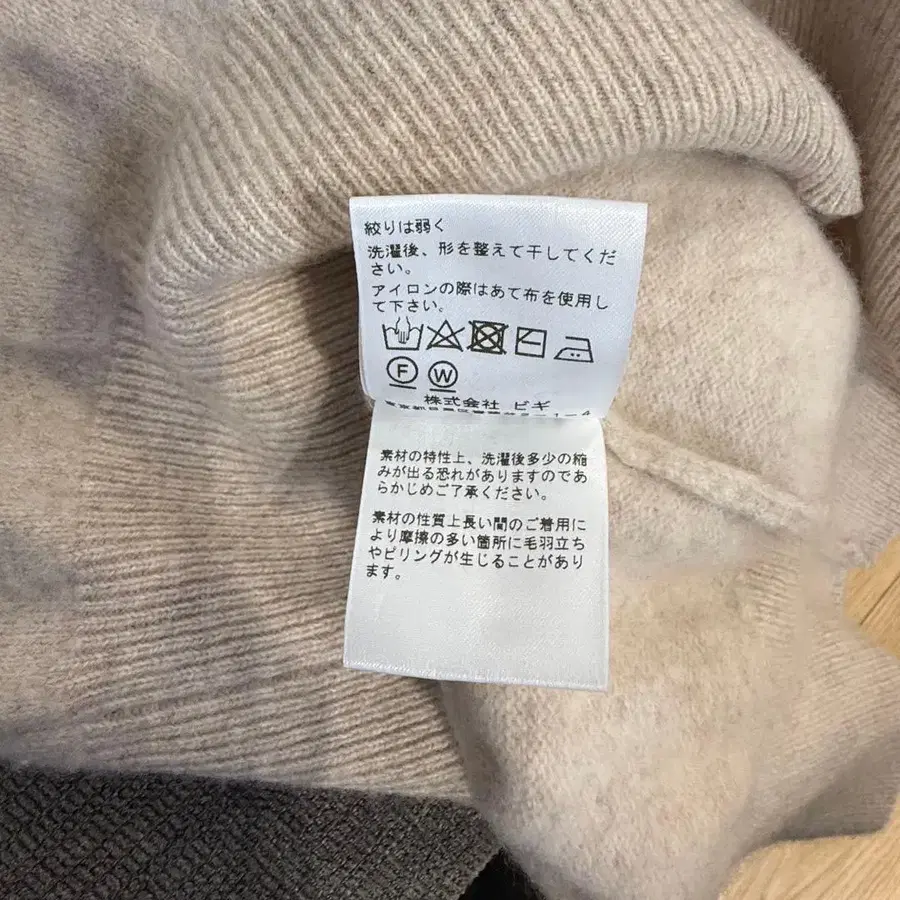 絞りは弱く
洗濯後、形を整えて干してくだ
さい。
アイロンの際はあて布を使用し
て下さい。
F W
株式会社 ビギ
素材の特性上、洗濯後多少の縮
みが出る恐れがありますのであ
らかじめご了承ください。
素材の性質上長い間のご着用に
より摩擦の多い箇所に毛羽立ち
やピリングが生じることがあり
ます。